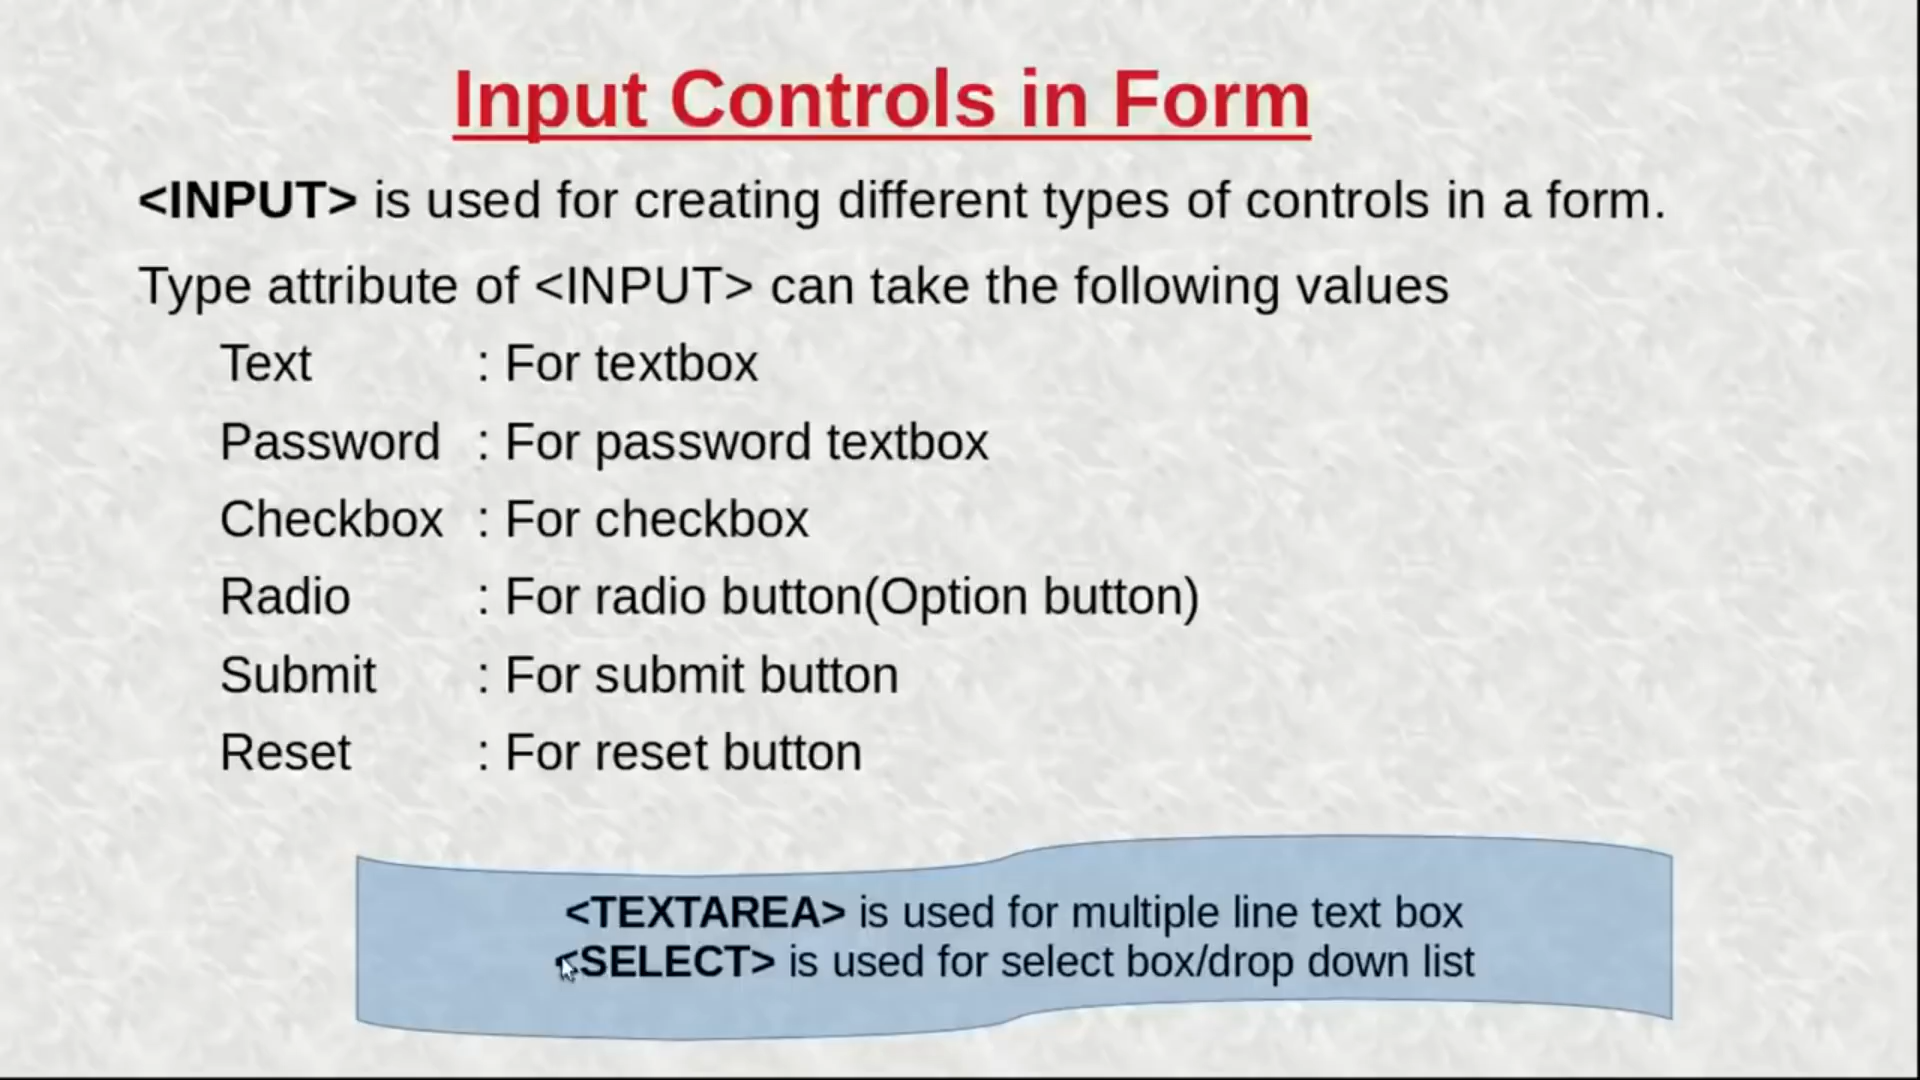 Input Controls in Form
<INPUT> is used for creating different types of controls in a form.
Type attribute of <INPUT> can take the following values
Text : For textbox
Password : For password textbox
Checkbox : For checkbox
Radio : For radio button(Option button)
Submit : For submit button
Reset : For reset button
<TEXTAREA> is used for multiple line text box
<SELECT> is used for select box/drop down list